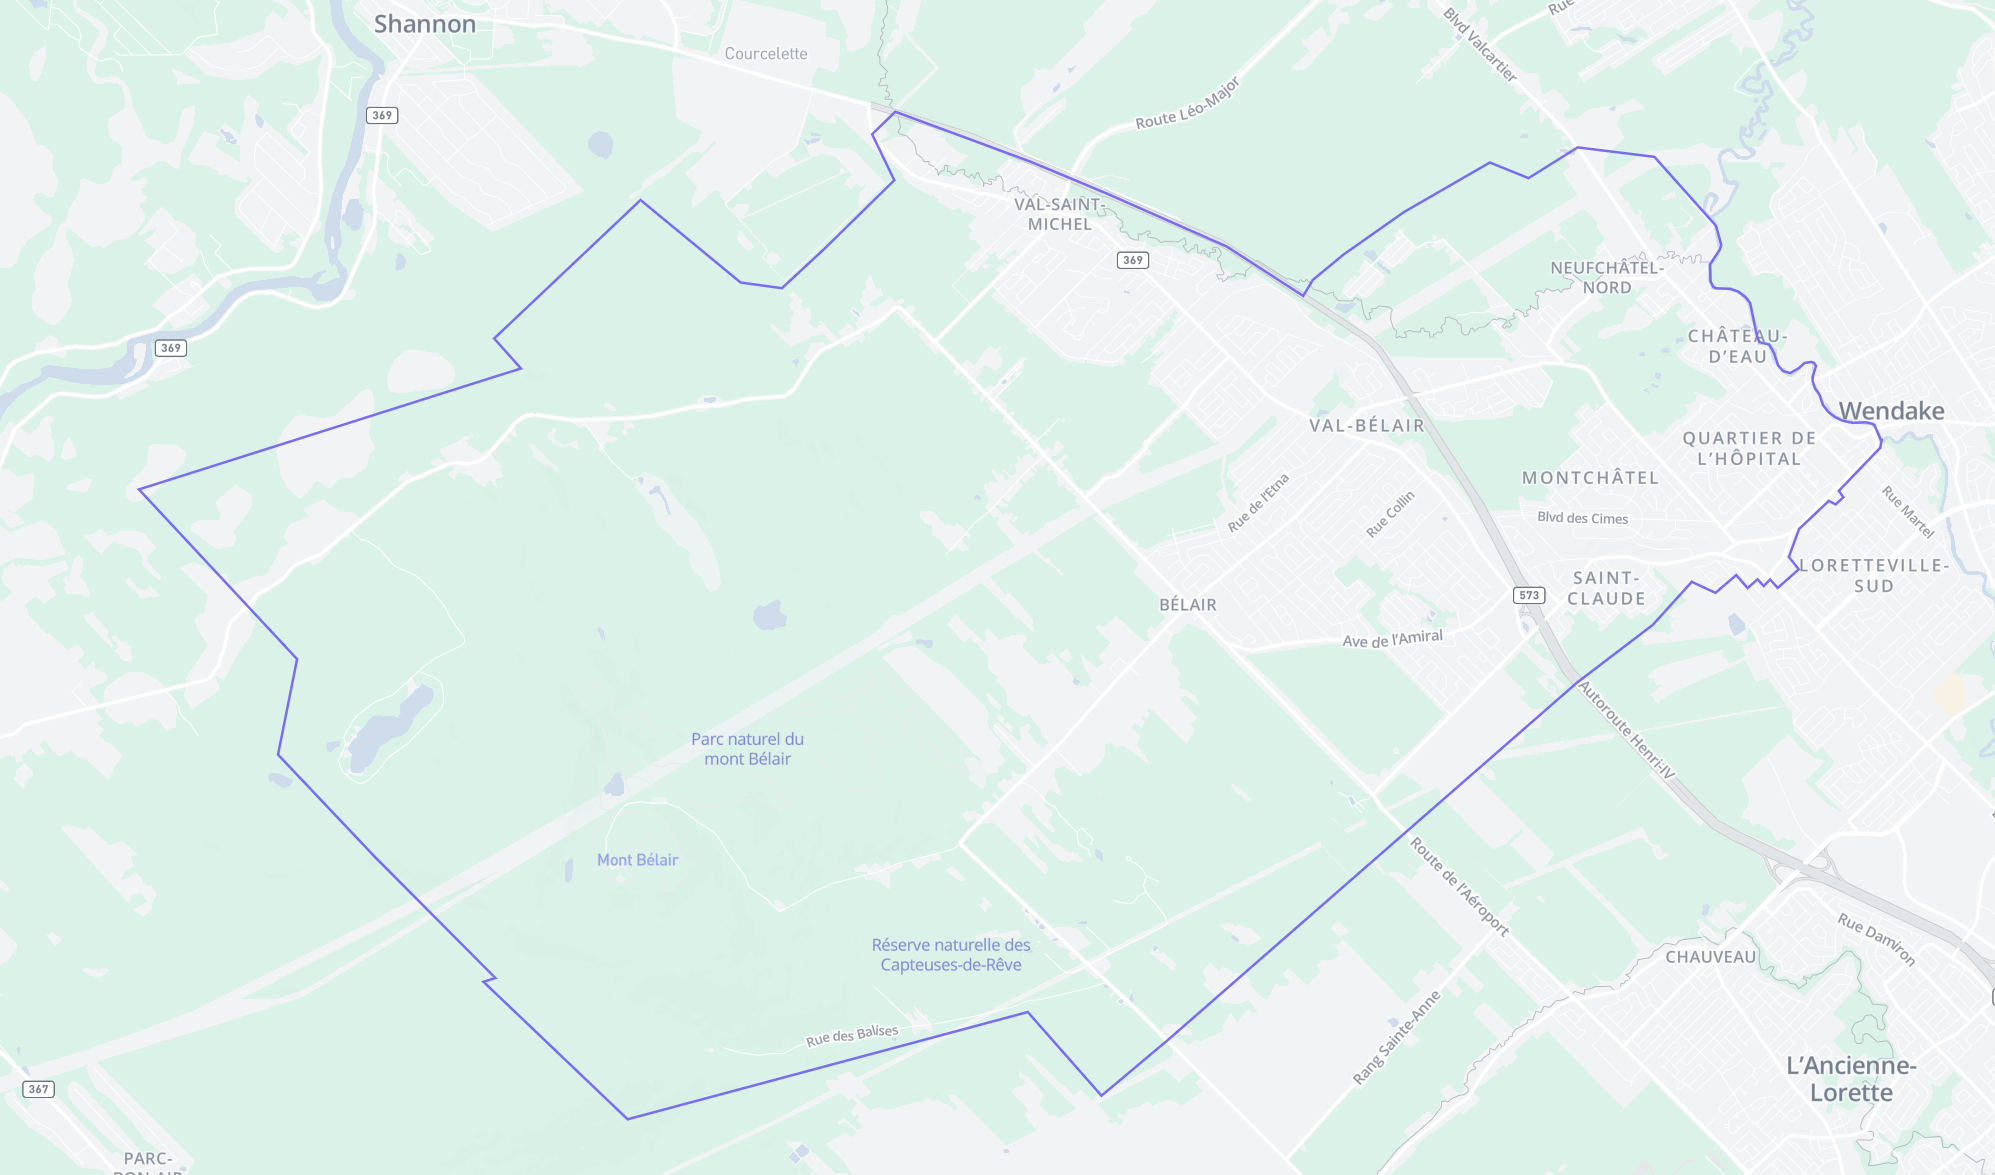 Shannon
Courcelette
Blvd Valcartier
Rue
369
Route Léo-Major
VAL-SAINT-
MICHEL
369
NEUFCHÂTEL-
NORD
369
CHÂTEAU-
D'EAU
Wendake
VAL-BÉLAIR
QUARTIER DE
L'HÔPITAL
MONTCHÂTEL
Rue de l'Etna
Rue Collin
Blvd des Cimes
Rue Martel
LORETTEVILLE-
SUD
SAINT-
CLAUDE
573
BÉLAIR
Ave de l'Amiral
Autoroute Henri-IV
Parc naturel du
mont Bélair
Mont Bélair
Route de l'Aéroport
Rue Damiron
Réserve naturelle des
Capteuses-de-Rêve
CHAUVEAU
Rue des Balises
Rang Sainte-Anne
L'Ancienne-
Lorette
367
PARC-
BON-AIR